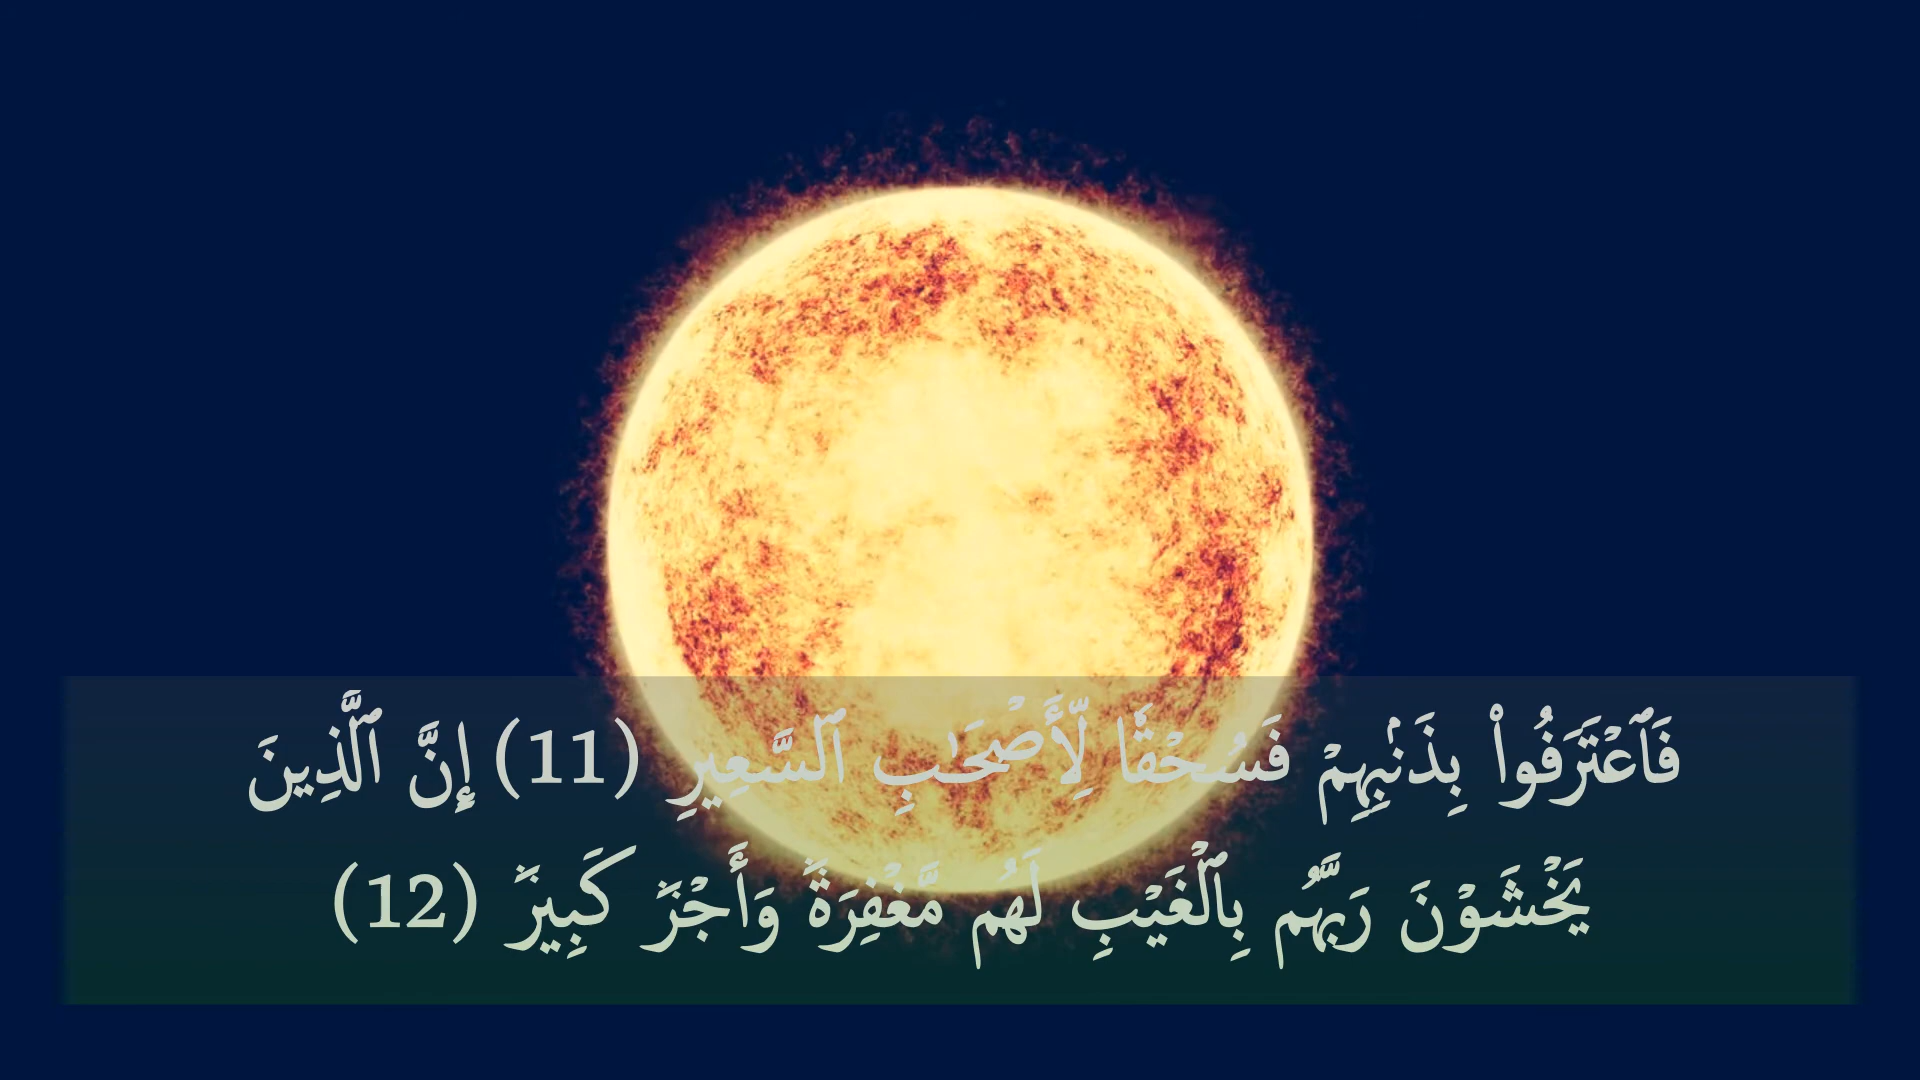 فَٱعْتَرَفُوا۟ بِذَنۢبِهِمْ فَسُحْقًۭا لِّأَصْحَـٰبِ ٱلسَّعِيرِ (11) إِنَّ ٱلَّذِينَ
يَخْشَوْنَ رَبَّهُم بِٱلْغَيْبِ لَهُم مَّغْفِرَةٌۭ وَأَجْرٌۭ كَبِيرٌۭ (12)